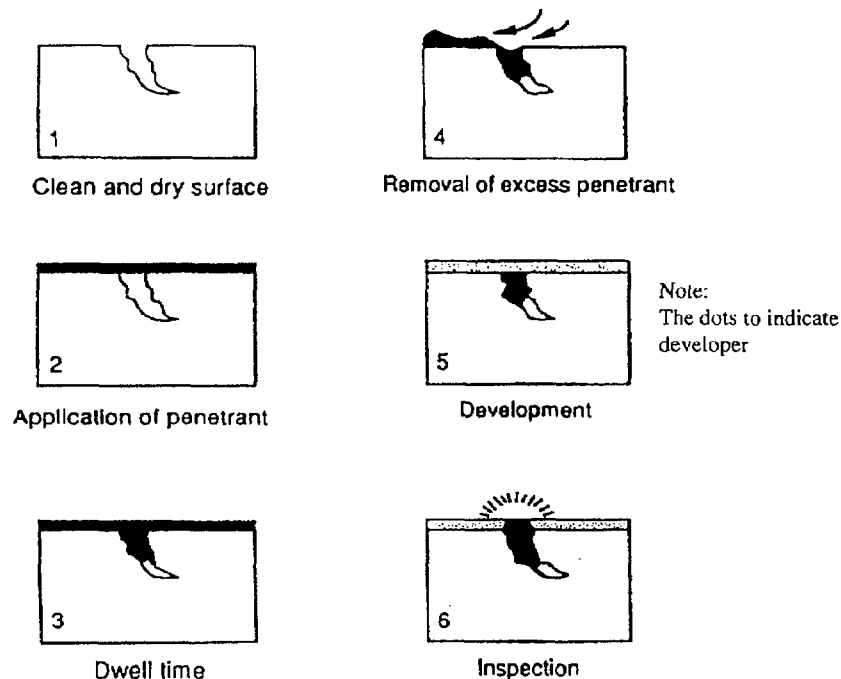 1
Clean and dry surface
2
Application of penetrant
3
Dwell time
4
Removal of excess penetrant
5
Development
Note:
The dots to indicate
developer
6
Inspection